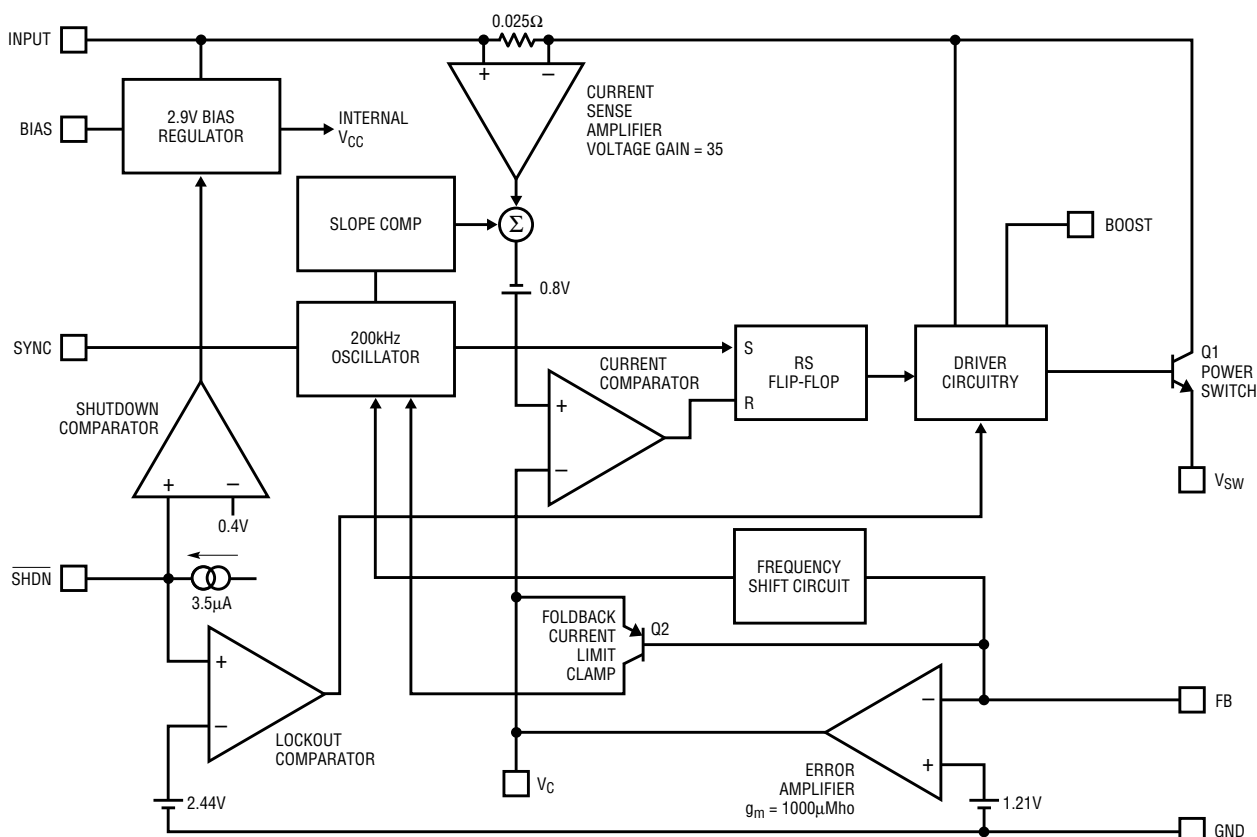 0.025Ω
INPUT
+
–
2.9V BIAS
REGULATOR
BIAS
INTERNAL
VCC
CURRENT
SENSE
AMPLIFIER
VOLTAGE GAIN = 35
SLOPE COMP
Σ
BOOST
0.8V
SYNC
200kHz
OSCILLATOR
S
R
RS
FLIP-FLOP
DRIVER
CIRCUITRY
Q1
POWER
SWITCH
CURRENT
COMPARATOR
+
–
SHUTDOWN
COMPARATOR
+
–
0.4V
VSW
SHDN
3.5µA
FREQUENCY
SHIFT CIRCUIT
FOLDBACK
CURRENT
LIMIT
CLAMP
Q2
+
–
LOCKOUT
COMPARATOR
–
+
FB
ERROR
AMPLIFIER
gm = 1000µMho
VC
2.44V
1.21V
GND